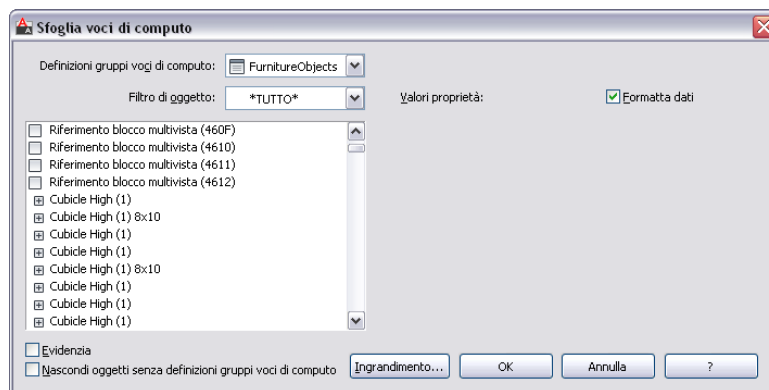 Sfoglia voci di computo
Definizioni gruppi voci di computo: FurnitureObjects
Filtro di oggetto: *TUTTO* Valori proprietà: Formatta dati
Riferimento blocco multivista (460F)
Riferimento blocco multivista (4610)
Riferimento blocco multivista (4611)
Riferimento blocco multivista (4612)
Cubicle High (1)
Cubicle High (1) 8x10
Cubicle High (1)
Cubicle High (1)
Cubicle High (1) 8x10
Cubicle High (1)
Cubicle High (1)
Cubicle High (1)
Evidenzia
Nascondi oggetti senza definizioni gruppi voci di computo
Ingrandimento... OK Annulla ?